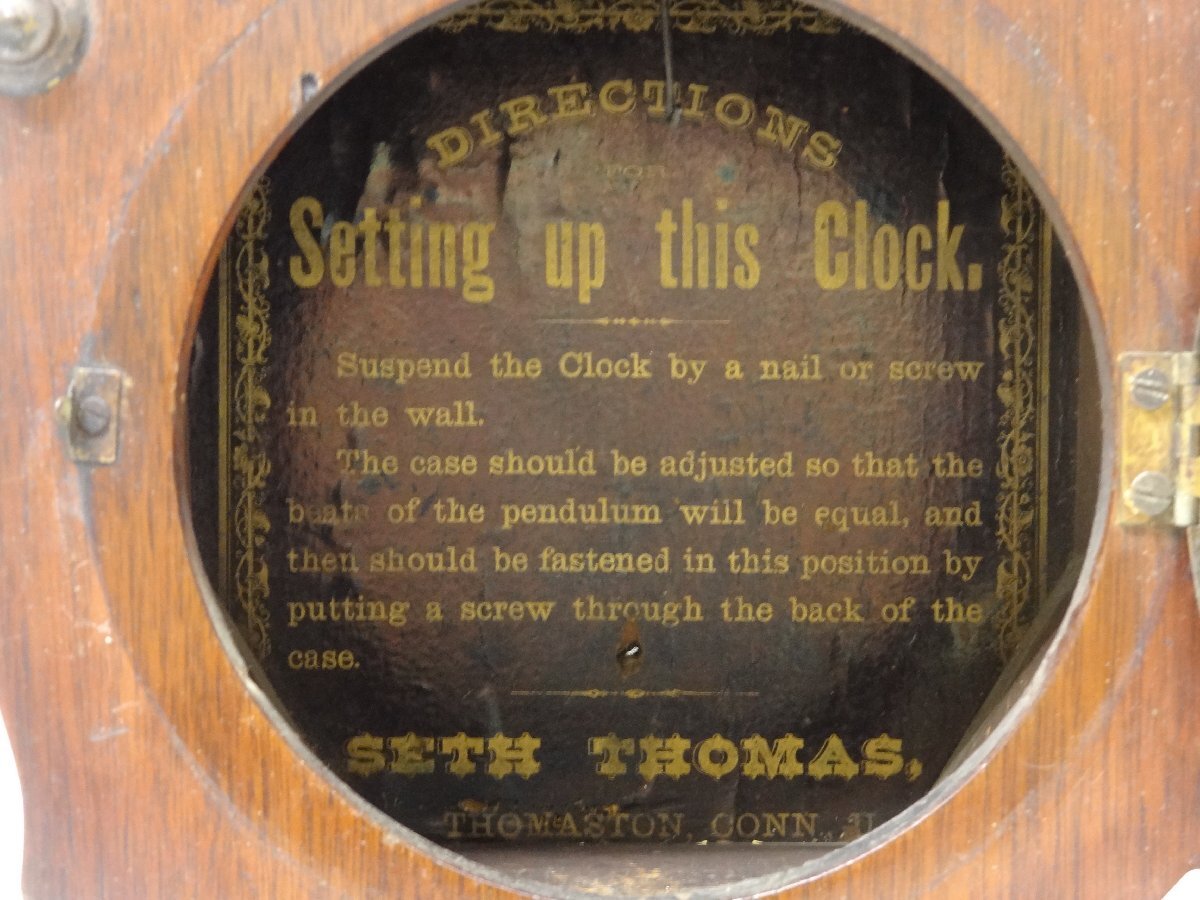 DIRECTIONS
FOR
Setting up this Clock.
Suspend the Clock by a nail or screw
in the wall.
The case should be adjusted so that the
beats of the pendulum will be equal, and
then should be fastened in this position by
putting a screw through the back of the
case.
SETH THOMAS,
THOMASTON, CONN., U